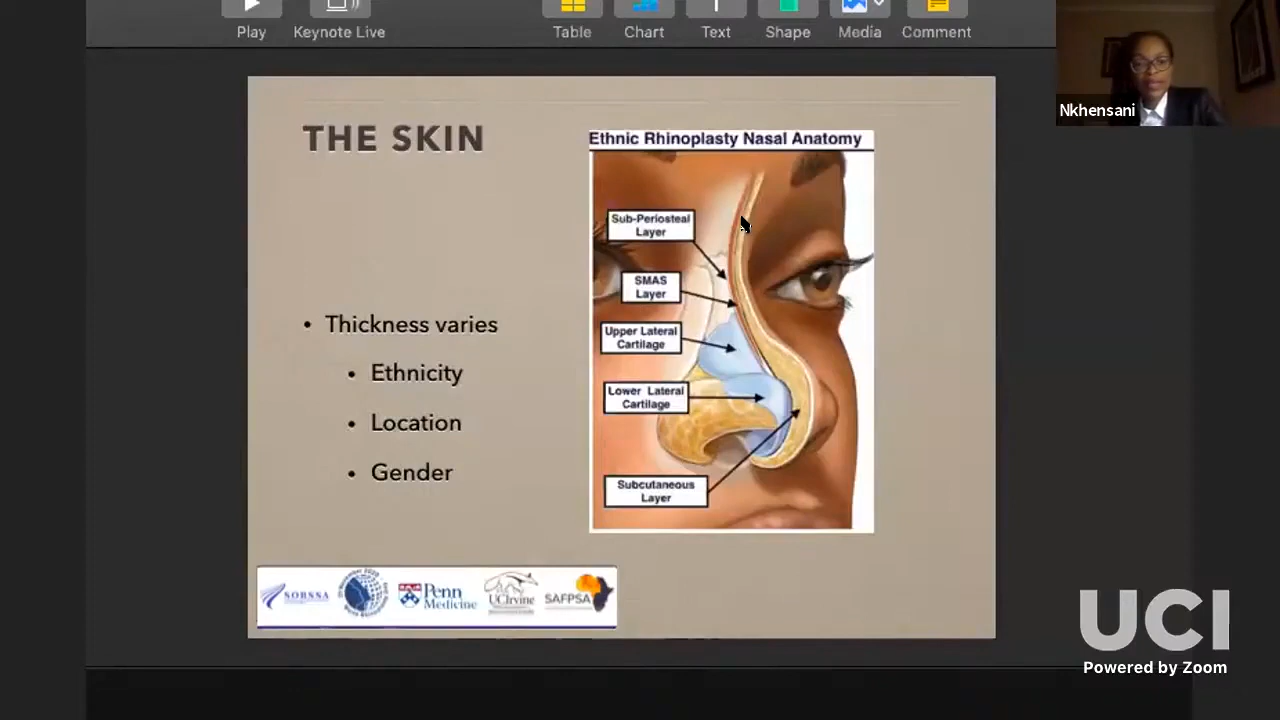 Play
Keynote Live
Table
Chart
Text
Shape
Media
Comment
Nkhensani
THE SKIN
Ethnic Rhinoplasty Nasal Anatomy
Sub-Periosteal
Layer
SMAS
Layer
Upper Lateral
Cartilage
Lower Lateral
Cartilage
Subcutaneous
Layer
• Thickness varies
• Ethnicity
• Location
• Gender
SORSSA
Penn
Medicine
UCIrvine
SAFPSA
UCI
Powered by Zoom